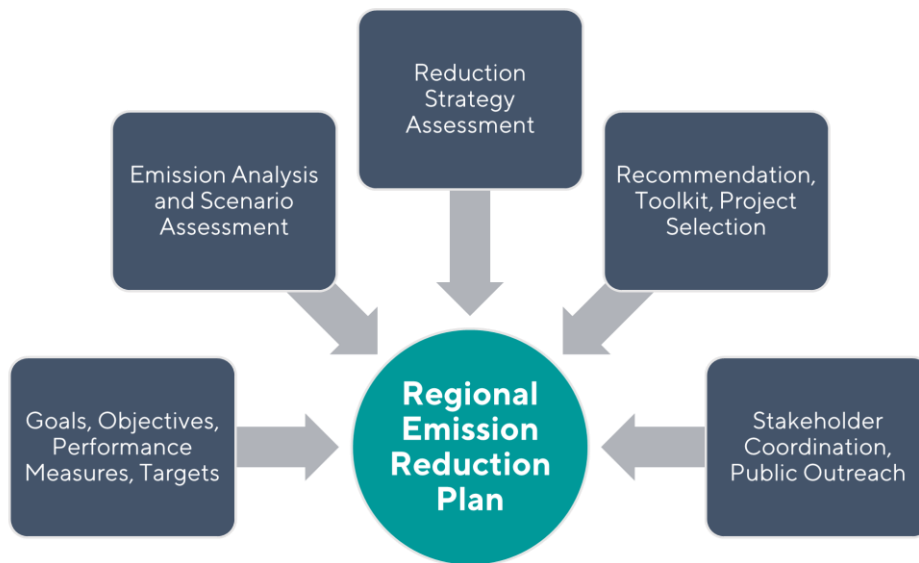 Reduction
Strategy
Assessment
Emission Analysis
and Scenario
Assessment
Recommendation,
Toolkit, Project
Selection
Goals, Objectives,
Performance
Measures, Targets
Regional
Emission
Reduction
Plan
Stakeholder
Coordination,
Public Outreach